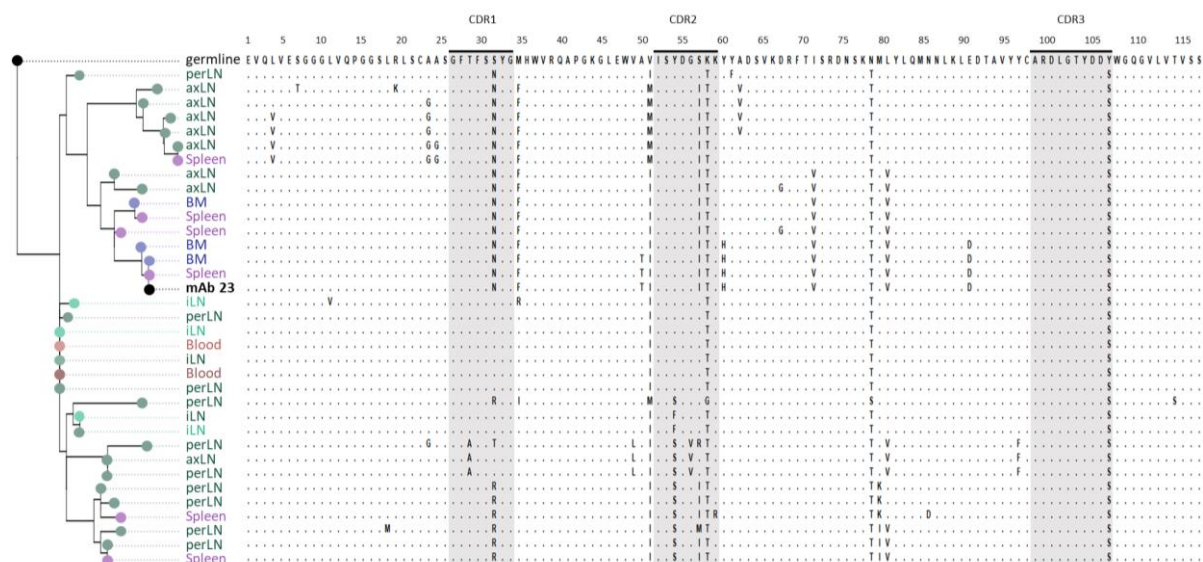 CDR1 CDR2 CDR3
1 5 10 15 20 25 30 35 40 45 50 55 60 65 70 75 80 85 90 95 100 105 110 115
germline EVQLVESGGGLVQPGGSLRLSCAASGFTFSSYGMHWVRQAPGKGLEWVAVISYDGSKKYYADSVKDRFTISRDNSKNMLYLQMNNLKLEDTAVYYCARDLGTYDDYWGQGVLVTVSS
perLN N I T F T S
axLN T K N F M I T V T S
axLN G N F M I T V T S
axLN V G N F M I T V T S
axLN G N F M I T V T S
axLN V G G N F M I T T S
Spleen V G G N F M I T T S
axLN N F I I T V T V S
axLN N F I I T G V T V S
BM N F I I T V T V S
Spleen N F I I T V T V S
Spleen N F I I T G V T V S
BM N F I I T H V T V D S
BM N F T I I T H V T V D S
Spleen N F T I I T H V T V D S
mAb 23 N F T I I T H V T V D S
iLN V R I T T S
perLN I T T S
iLN I T T S
Blood I T T S
iLN I T T S
Blood I T T S
perLN I T T S
perLN R I M S G S S S
iLN I F T T S
iLN I F T T S
perLN G A T L I S V R T T V F S
axLN A L I S V T T V F S
perLN A L I S V T T V F S
perLN R I S I T T K S
perLN R I S I T T K S
Spleen R I S I T R T K D S
perLN M R I S M T T I V S
perLN R I S I T T I V S
Spleen R I S I T T I V S